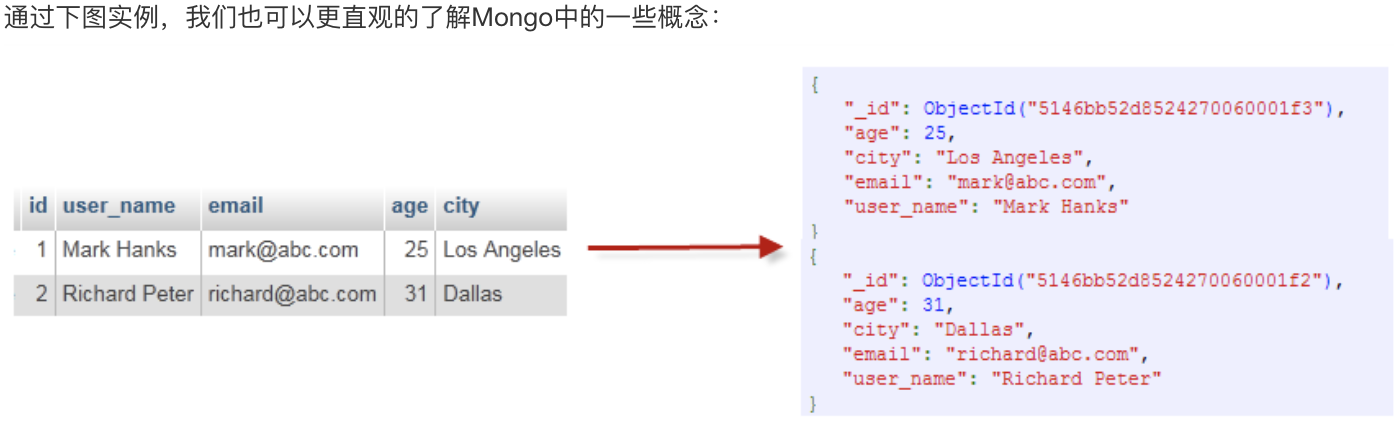 通过下图实例，我们也可以更直观的了解Mongo中的一些概念：
id user_name email age city
1 Mark Hanks mark@abc.com 25 Los Angeles
2 Richard Peter richard@abc.com 31 Dallas
{
"_id": ObjectId("5146bb52d8524270060001f3"),
"age": 25,
"city": "Los Angeles",
"email": "mark@abc.com",
"user_name": "Mark Hanks"
}
{
"_id": ObjectId("5146bb52d8524270060001f2"),
"age": 31,
"city": "Dallas",
"email": "richard@abc.com",
"user_name": "Richard Peter"
}